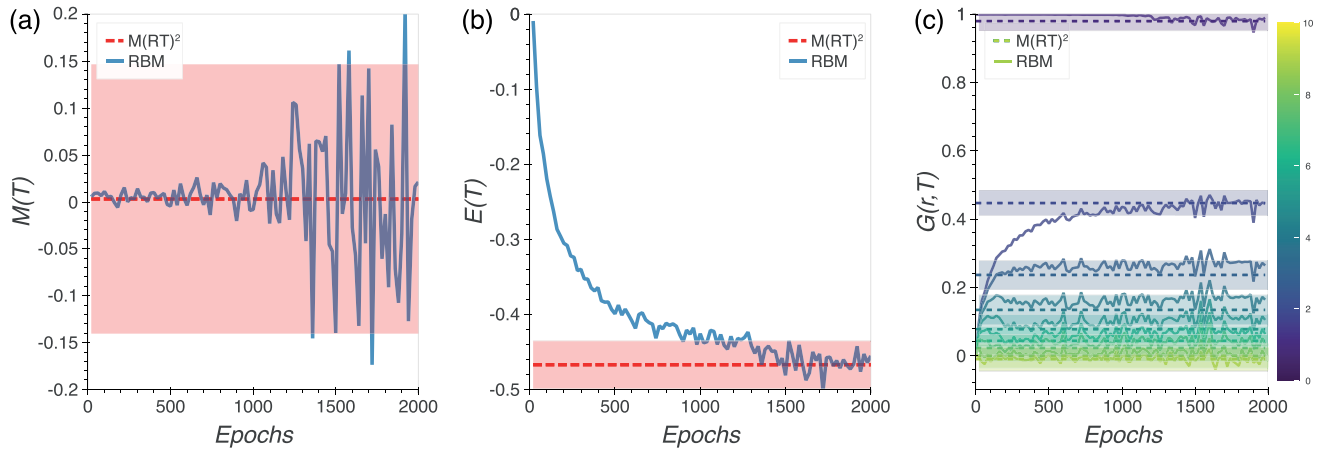 (a)
M(T)
0.2
0.15
0.1
0.05
0
-0.05
-0.1
-0.15
-0.2
M(RT)²
RBM
0
500
1000
1500
2000
Epochs
(b)
E(T)
0
-0.1
-0.2
-0.3
-0.4
-0.5
M(RT)²
RBM
0
500
1000
1500
2000
Epochs
(c)
G(r,T)
1
0.8
0.6
0.4
0.2
0
M(RT)²
RBM
0
500
1000
1500
2000
Epochs
10
8
6
4
2
0